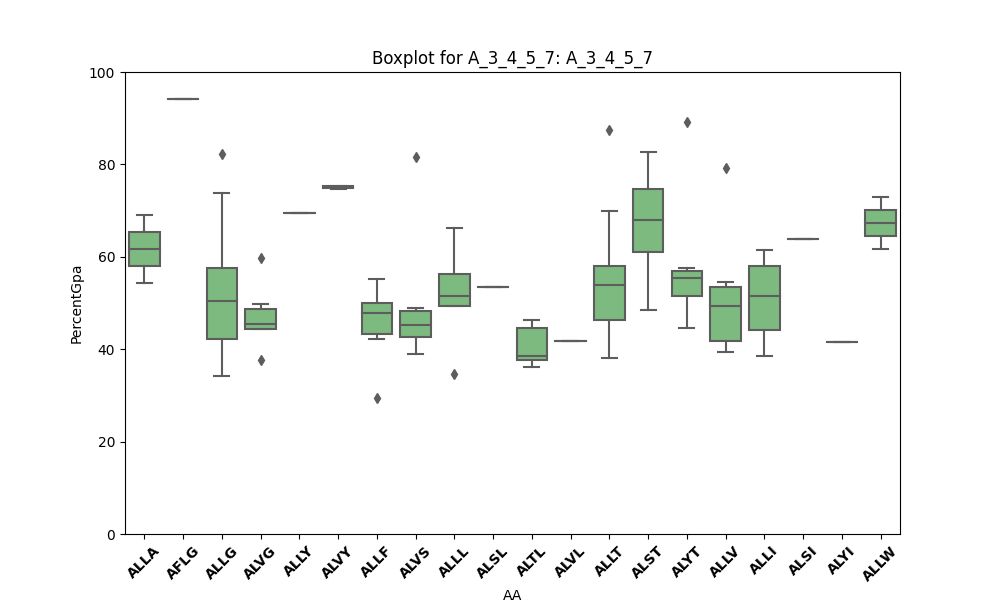 Boxplot for A_3_4_5_7: A_3_4_5_7
PercentGpa
100
80
60
40
20
0
ALLA AFLG ALLG ALVG ALLY ALVY ALLF ALVS ALLL ALSL ALTL ALVL ALLT ALST ALYT ALLV ALLI ALSI ALYI ALLW
AA